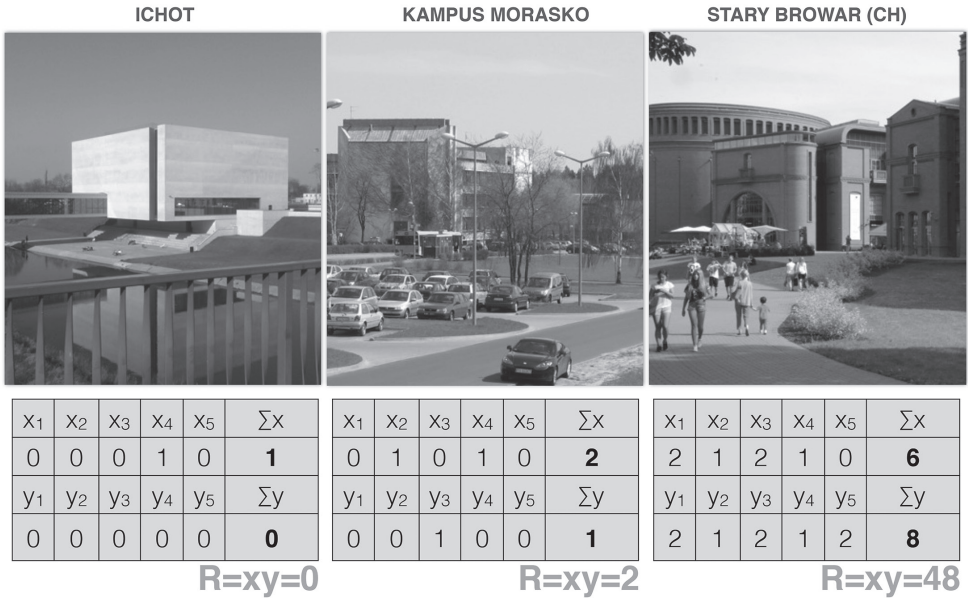 ICHOT
KAMPUS MORASKO
STARY BROWAR (CH)
x₁ x₂ x₃ x₄ x₅ ∑x
0 0 0 1 0 1
y₁ y₂ y₃ y₄ y₅ ∑y
0 0 0 0 0 0
R=xy=0
x₁ x₂ x₃ x₄ x₅ ∑x
0 1 0 1 0 2
y₁ y₂ y₃ y₄ y₅ ∑y
0 0 1 0 0 1
R=xy=2
x₁ x₂ x₃ x₄ x₅ ∑x
2 1 2 1 0 6
y₁ y₂ y₃ y₄ y₅ ∑y
2 1 2 1 2 8
R=xy=48